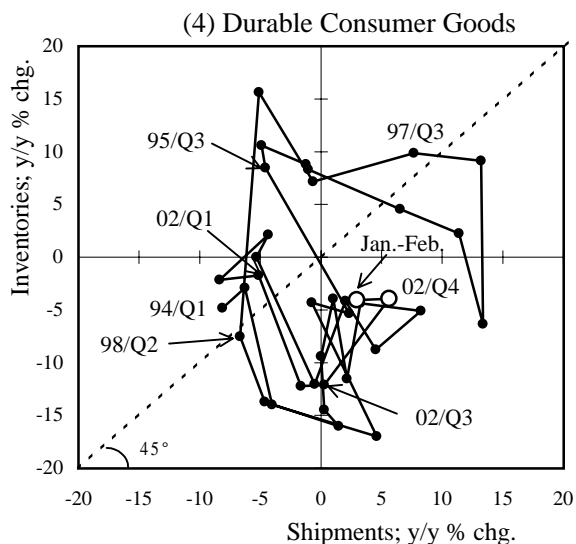 (4) Durable Consumer Goods
Inventories; y/y % chg.
20
15
10
5
0
-5
-10
-15
-20
97/Q3
95/Q3
02/Q1
Jan.-Feb.
02/Q4
94/Q1
98/Q2
02/Q3
45°
-20 -15 -10 -5 0 5 10 15 20
Shipments; y/y % chg.